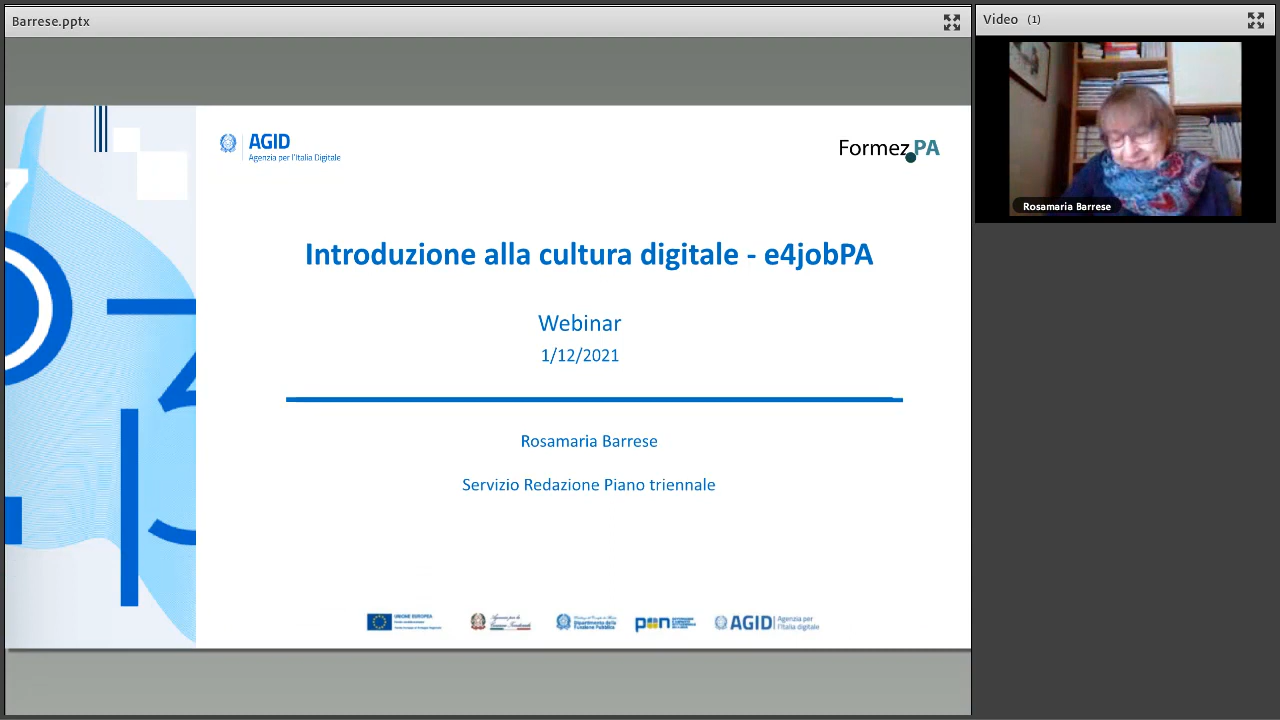 Barrese.pptx
Video (1)
AGID
Agenzia per l'Italia Digitale
Formez PA
Rosamaria Barrese
Introduzione alla cultura digitale - e4jobPA
Webinar
1/12/2021
Rosamaria Barrese
Servizio Redazione Piano triennale
UNIONE EUROPEA
Dipartimento della Funzione Pubblica
pon
AGID
Agenzia per
l'Italia digitale